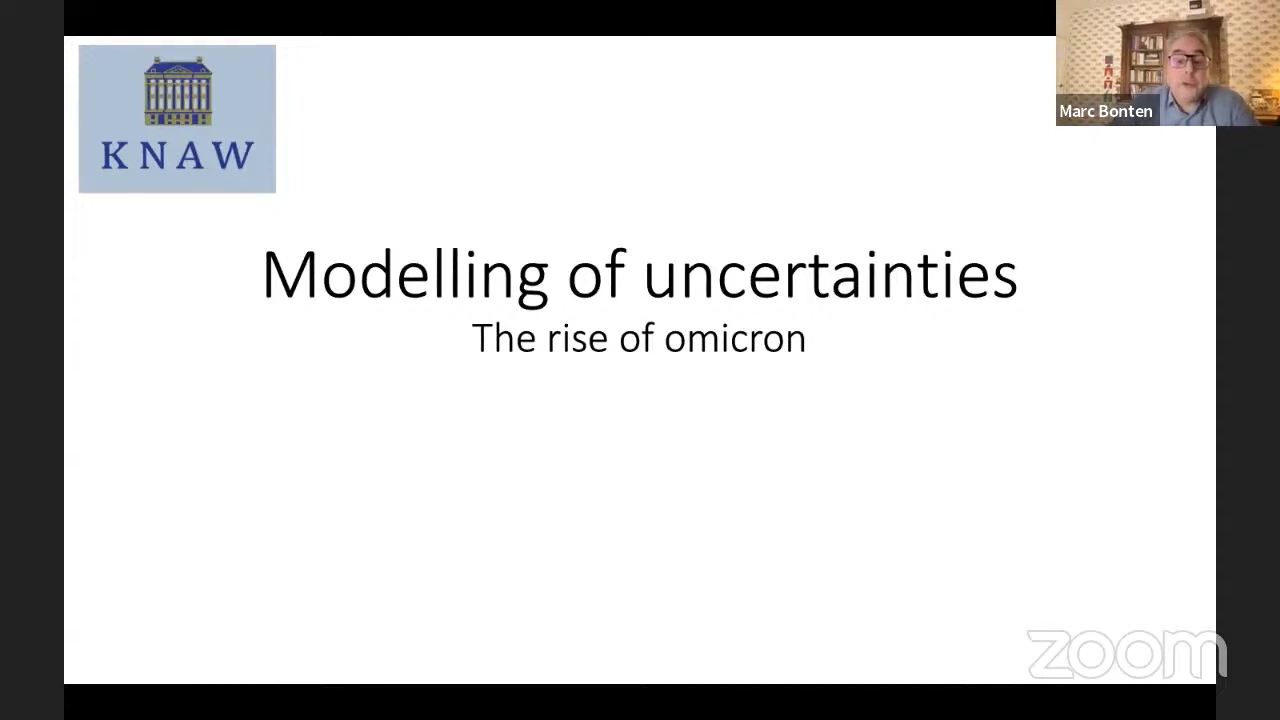 Marc Bonten
KNAW
Modelling of uncertainties
The rise of omicron
zoom